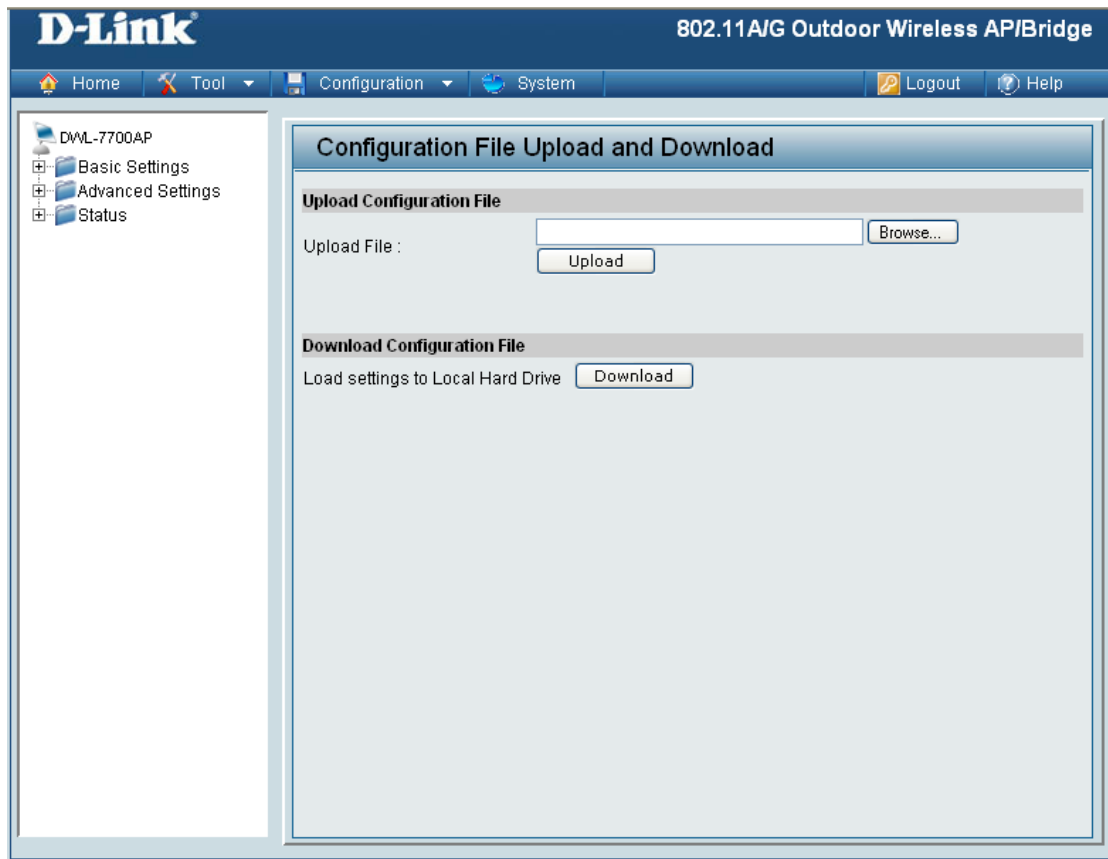 D-Link
802.11A/G Outdoor Wireless AP/Bridge
Home Tool Configuration System Logout Help
DWL-7700AP
Basic Settings
Advanced Settings
Status
Configuration File Upload and Download
Upload Configuration File
Upload File :
Browse...
Upload
Download Configuration File
Load settings to Local Hard Drive Download